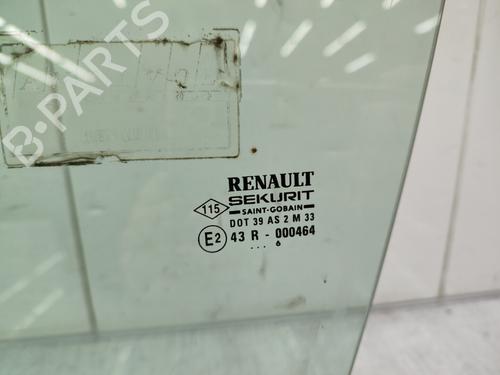 B-PARTS
RENAULT
SEKURIT
SAINT-GOBAIN
115
DOT 39 AS 2 M 33
E2 43 R - 000464
... 6